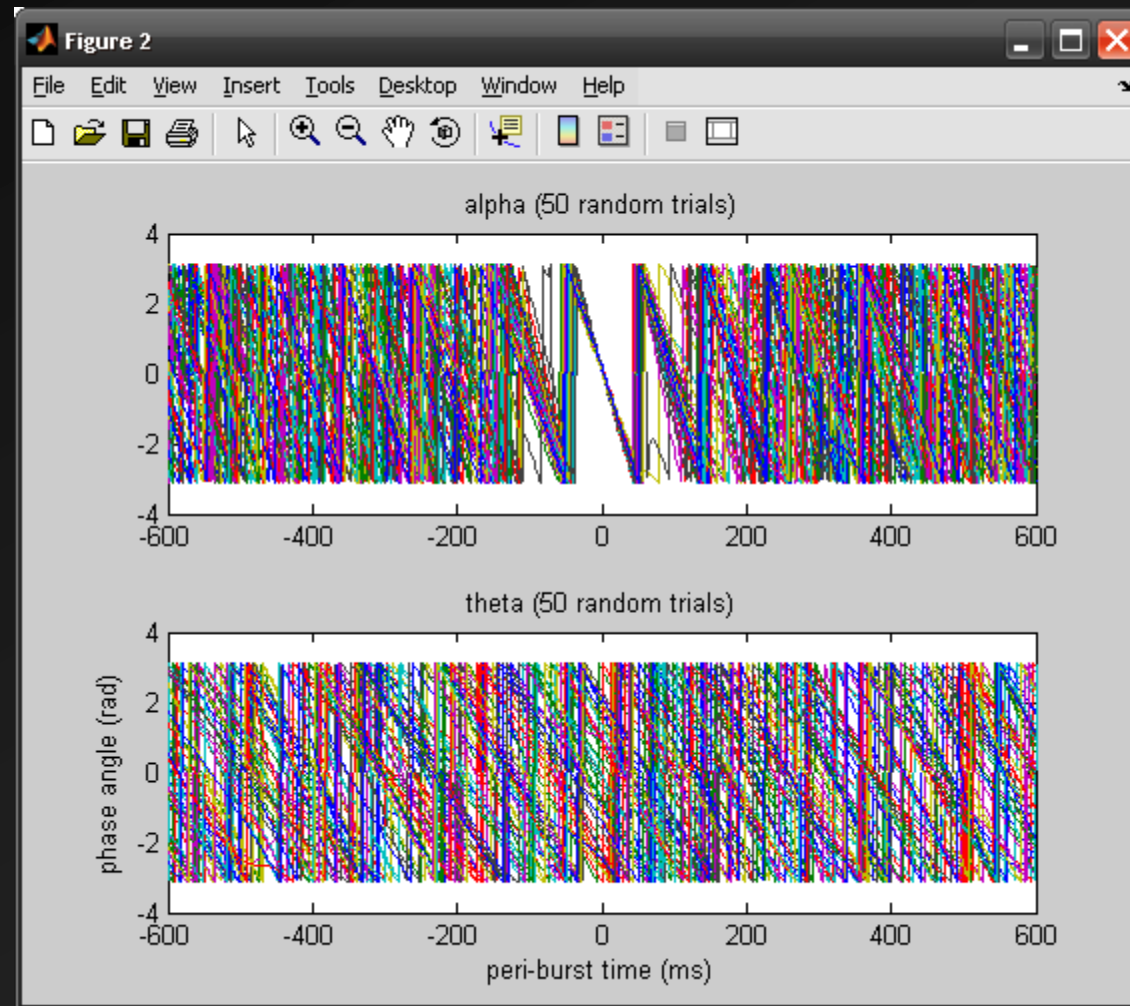 Figure 2
File Edit View Insert Tools Desktop Window Help
alpha (50 random trials)
4
2
0
-2
-4
-600 -400 -200 0 200 400 600
theta (50 random trials)
4
2
0
-2
-4
phase angle (rad)
-600 -400 -200 0 200 400 600
peri-burst time (ms)